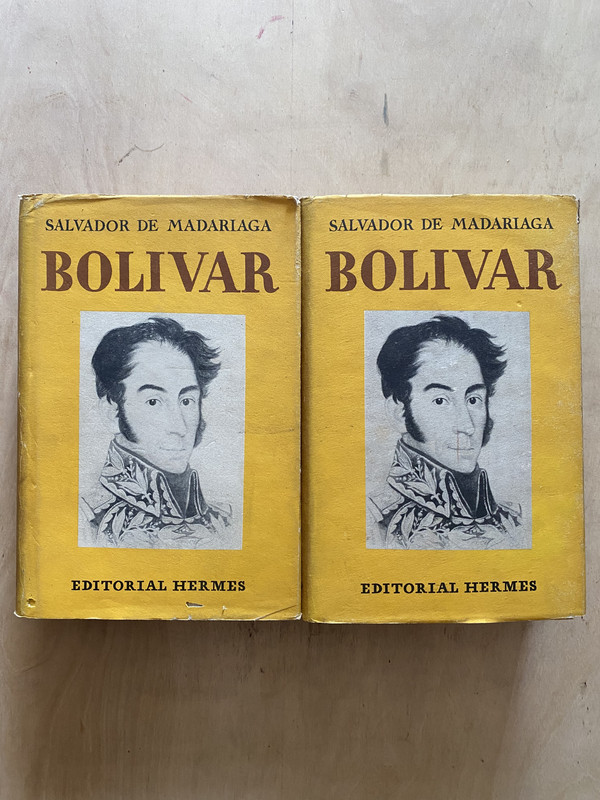 SALVADOR DE MADARIAGA
BOLIVAR
EDITORIAL HERMES
SALVADOR DE MADARIAGA
BOLIVAR
EDITORIAL HERMES